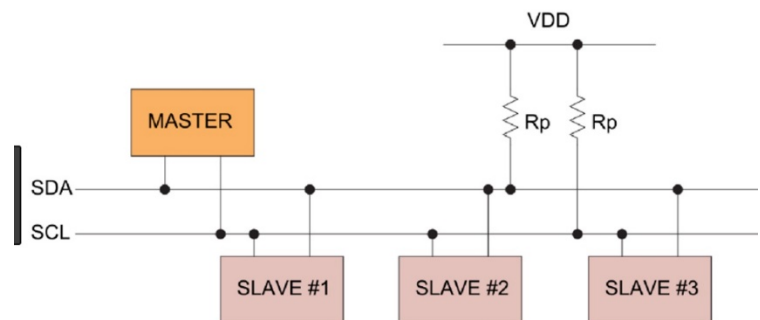 VDD
MASTER
Rp Rp
SDA
SCL
SLAVE #1 SLAVE #2 SLAVE #3